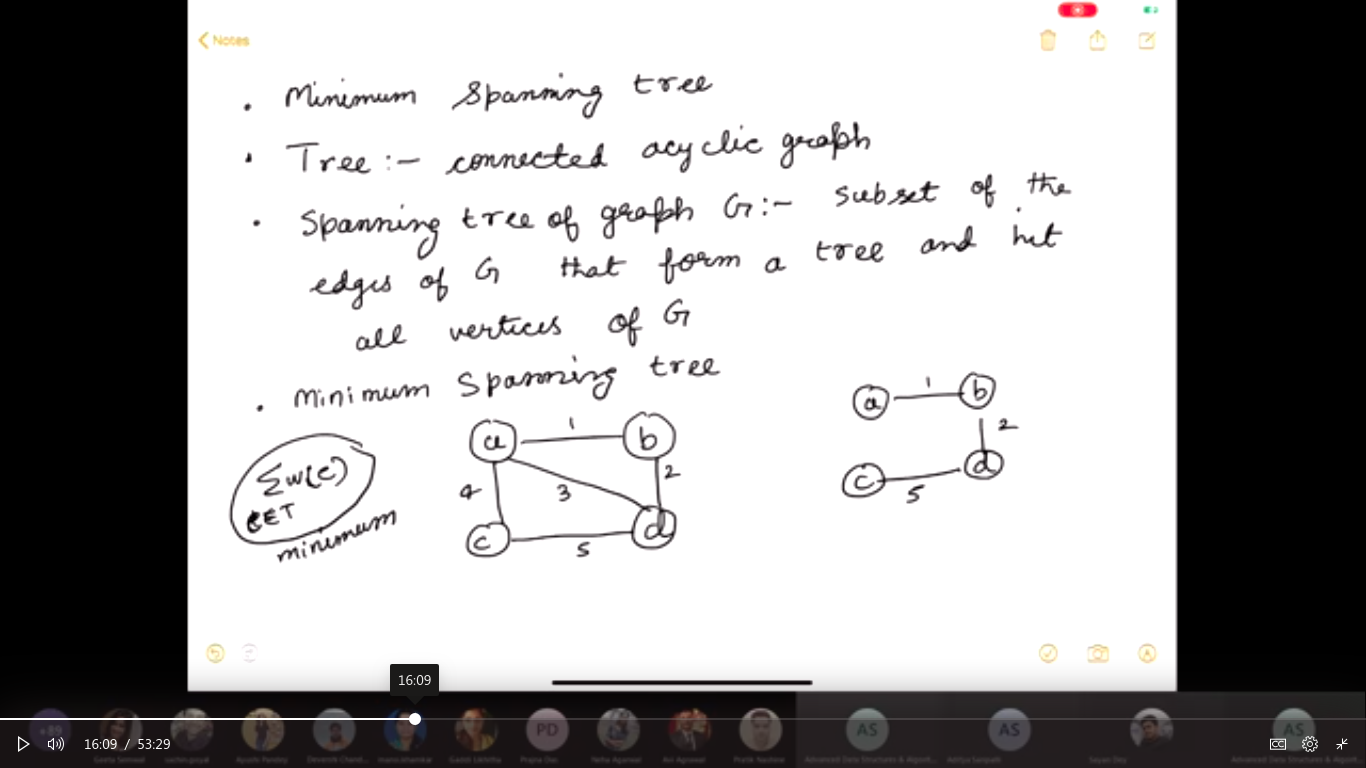 Notes
• Minimum Spanning tree
• Tree :- connected acyclic graph
• Spanning tree of graph G :- subset of the
edges of G that form a tree and hit
all vertices of G
• Minimum Spanning tree
a 1 b
a 1 b
2
Σ w(e)
4 3 2
c 5 d
e∈T
minimum
c 5 d
16:09
+89
PD
AS
AS
AS
16:09 / 53:29
CC